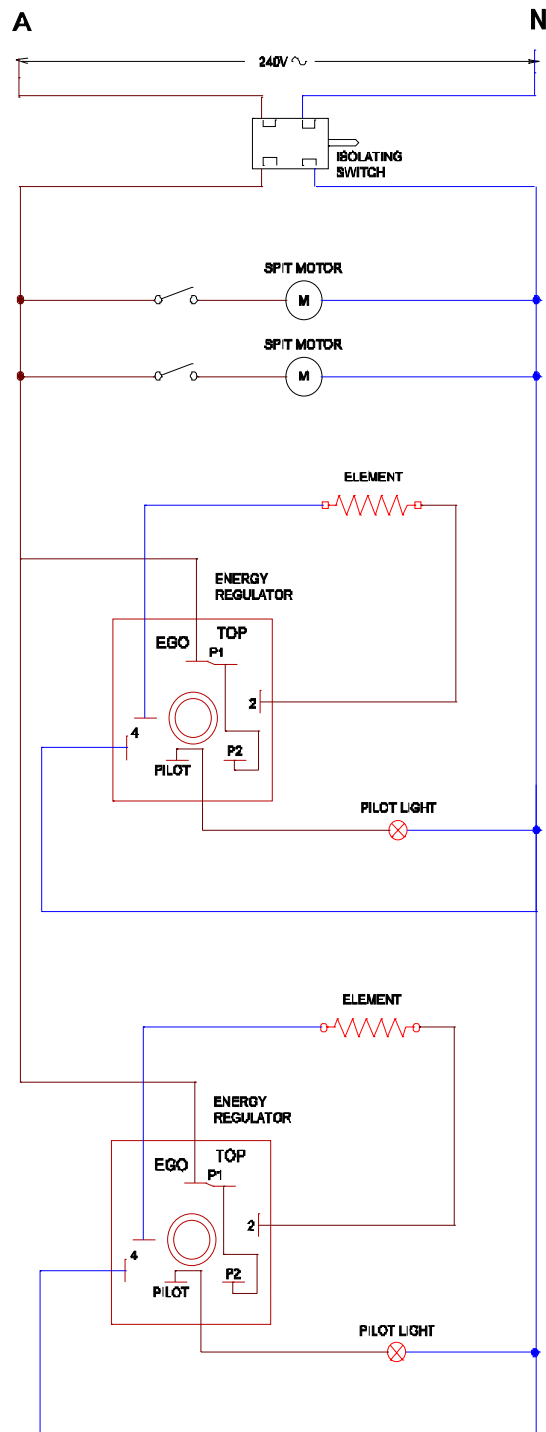 A N
240V ~
ISOLATING
SWITCH
SPIT MOTOR
M
SPIT MOTOR
M
ELEMENT
ENERGY
REGULATOR
EGO TOP
P1
2
4
P2
PILOT
PILOT LIGHT
ELEMENT
ENERGY
REGULATOR
EGO TOP
P1
2
4
P2
PILOT
PILOT LIGHT